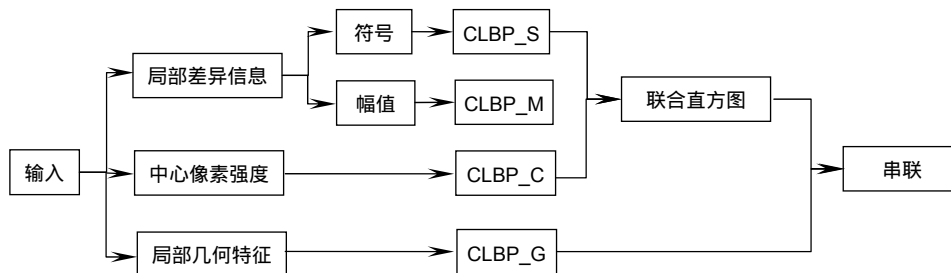 符号
CLBP_S
局部差异信息
幅值
CLBP_M
联合直方图
输入
中心像素强度
CLBP_C
串联
局部几何特征
CLBP_G